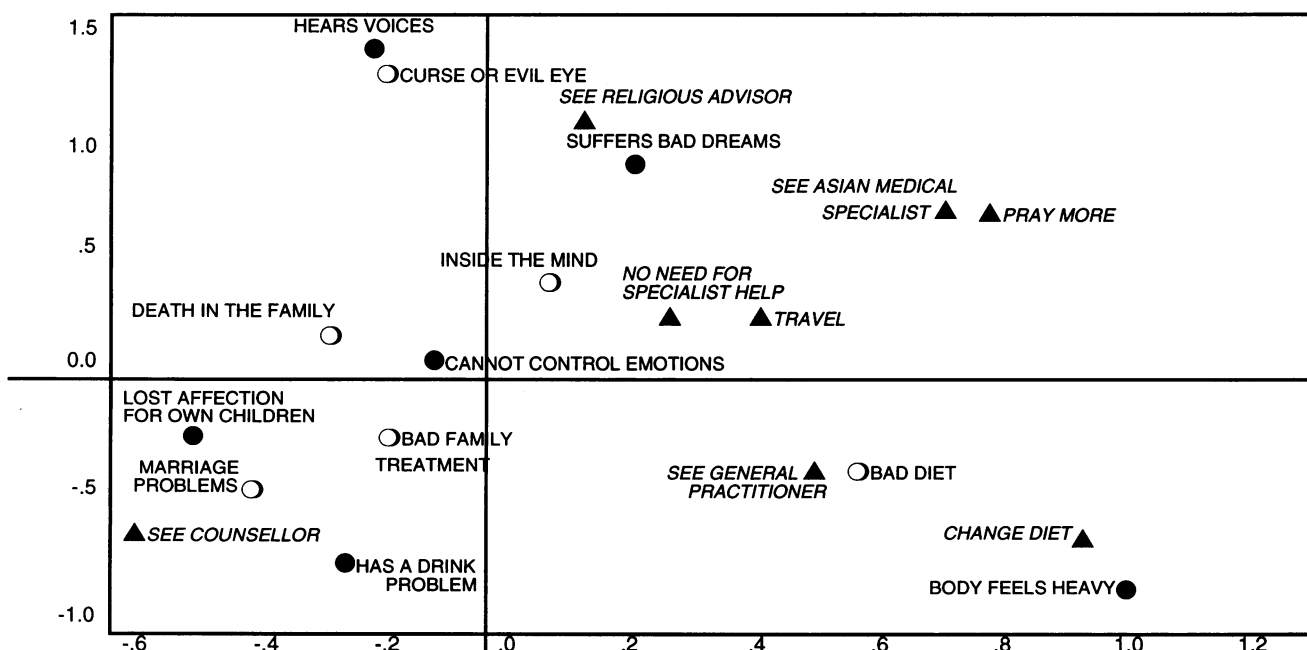 1.5
HEARS VOICES
CURSE OR EVIL EYE
SEE RELIGIOUS ADVISOR
1.0
SUFFERS BAD DREAMS
SEE ASIAN MEDICAL
SPECIALIST
PRAY MORE
.5
INSIDE THE MIND
NO NEED FOR
SPECIALIST HELP
DEATH IN THE FAMILY
TRAVEL
0.0
CANNOT CONTROL EMOTIONS
LOST AFFECTION
FOR OWN CHILDREN
BAD FAMILY
TREATMENT
MARRIAGE
PROBLEMS
SEE GENERAL
PRACTITIONER
BAD DIET
-.5
SEE COUNSELLOR
CHANGE DIET
HAS A DRINK
PROBLEM
BODY FEELS HEAVY
-1.0
-.6 -.4 -.2 .0 .2 .4 .6 .8 1.0 1.2